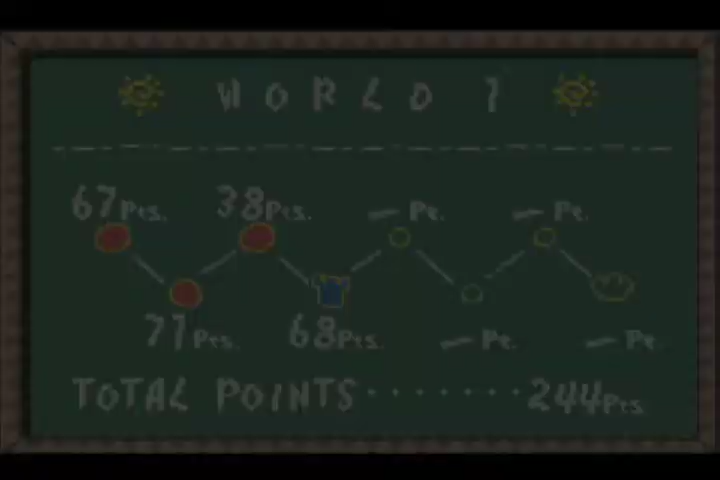 WORLD 1
67Pts. 38Pts. — Pt. — Pt.
71Pts. 68Pts. — Pt. — Pt.
TOTAL POINTS·······244Pts.